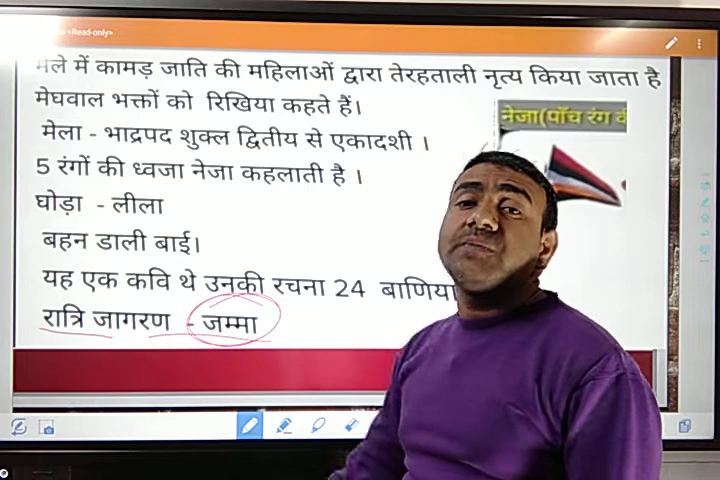 <Read-only>
मेले में कामड़ जाति की महिलाओं द्वारा तेरहताली नृत्य किया जाता है
मेघवाल भक्तों को रिखिया कहते हैं।
नेजा(पाँच रंग
मेला - भाद्रपद शुक्ल द्वितीय से एकादशी ।
5 रंगों की ध्वजा नेजा कहलाती है ।
घोड़ा - लीला
बहन डाली बाई।
यह एक कवि थे उनकी रचना 24 बाणिया
रात्रि जागरण - जम्मा